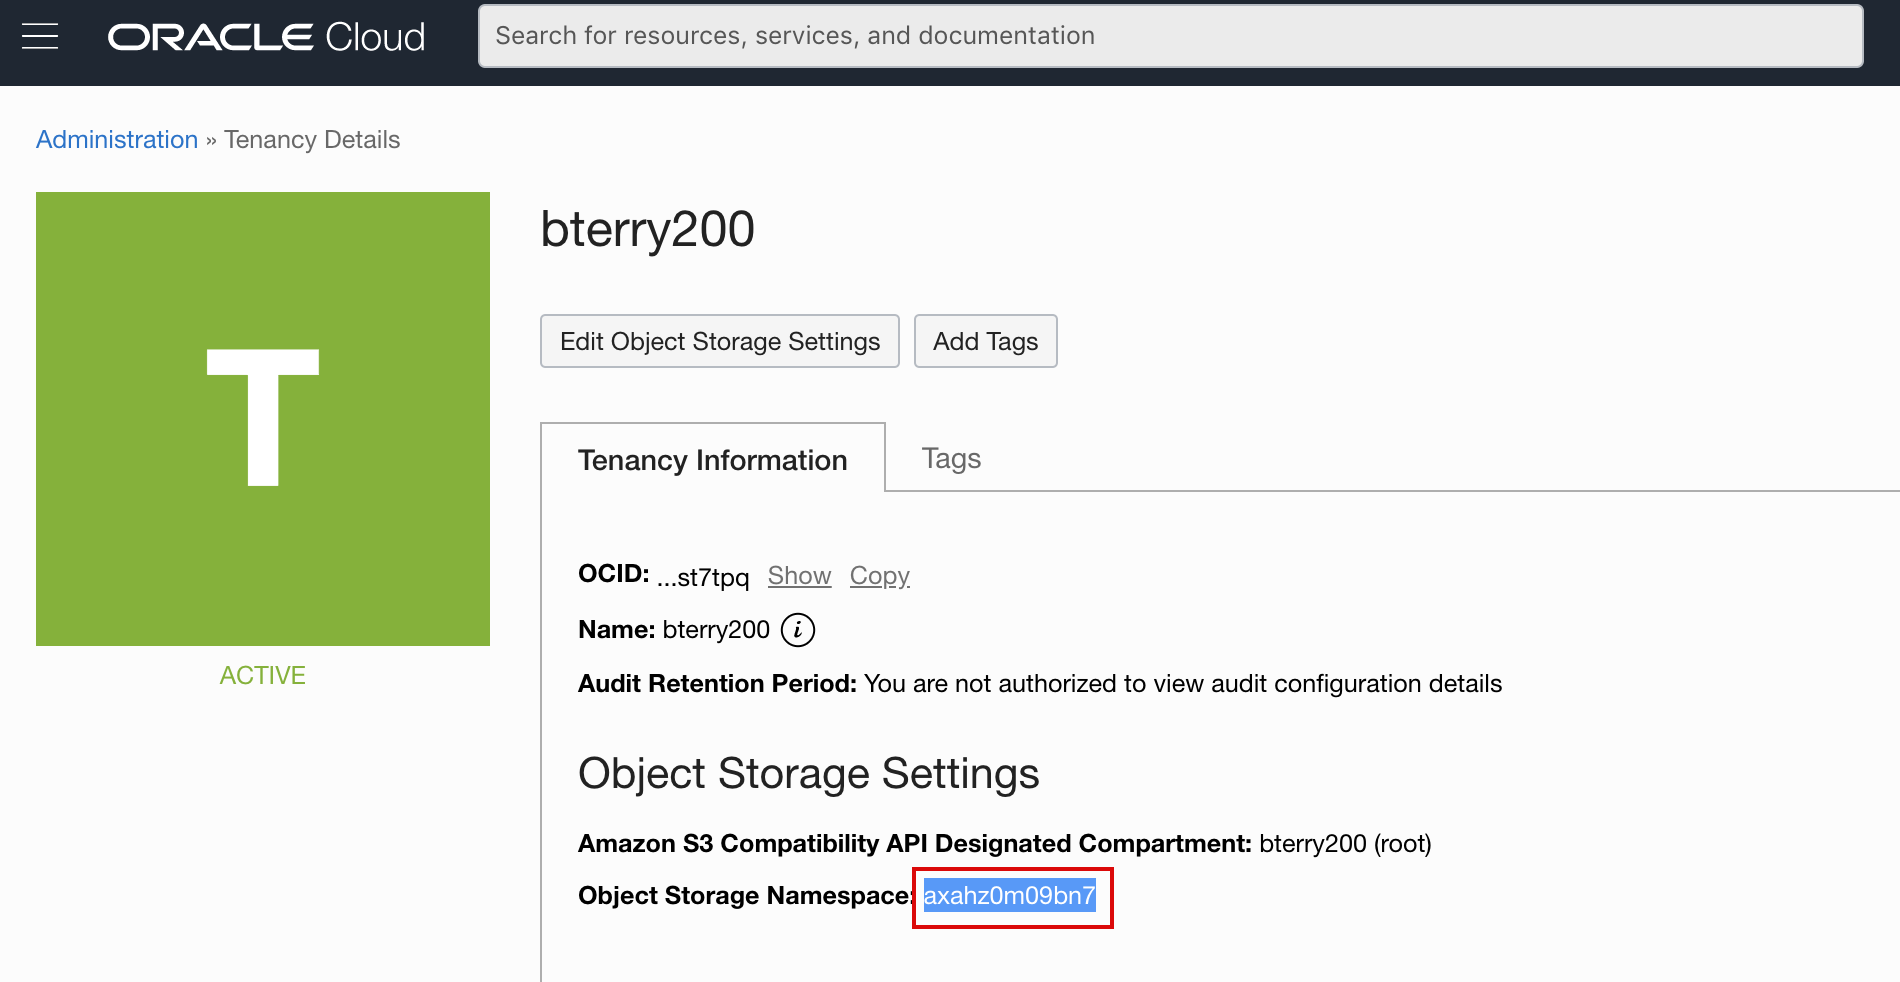 ORACLE Cloud
Search for resources, services, and documentation
Administration » Tenancy Details
T
ACTIVE
bterry200
Edit Object Storage Settings
Add Tags
Tenancy Information
Tags
OCID: ...st7tpq Show Copy
Name: bterry200 i
Audit Retention Period: You are not authorized to view audit configuration details
Object Storage Settings
Amazon S3 Compatibility API Designated Compartment: bterry200 (root)
Object Storage Namespace: axahz0m09bn7